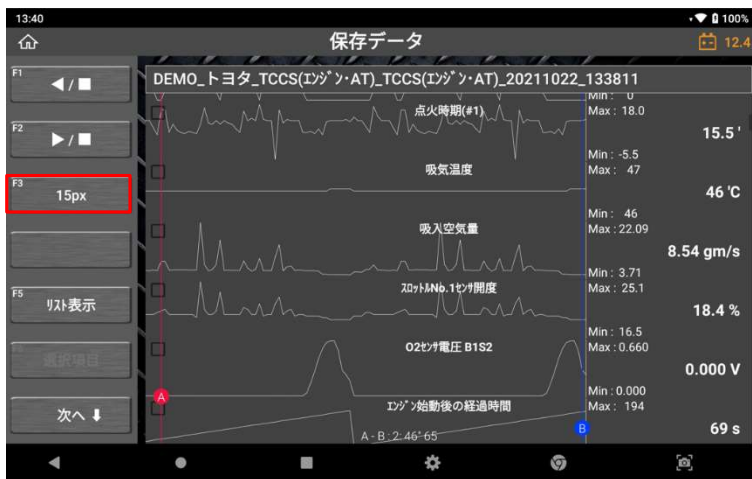 13:40
100%
保存データ
12.4
F1
◀/■
DEMO_トヨタ_TCCS(ｴﾝｼﾞﾝ･AT)_TCCS(ｴﾝｼﾞﾝ･AT)_20211022_133811
Min : 0
点火時期(#1)
Max : 18.0
15.5 '
F2
▶/■
Min : -5.5
吸気温度
Max : 47
46 'C
F3
15px
Min : 46
吸入空気量
Max : 22.09
8.54 gm/s
Min : 3.71
ｽﾛｯﾄﾙNo.1ｾﾝｻ開度
Max : 25.1
18.4 %
F5
ﾘｽﾄ表示
Min : 16.5
O2ｾﾝｻ電圧 B1S2
Max : 0.660
0.000 V
選択項目
Min : 0.000
A
ｴﾝｼﾞﾝ始動後の経過時間
Max : 194
69 s
次へ ⬇
A - B : 2: 46" 65
B